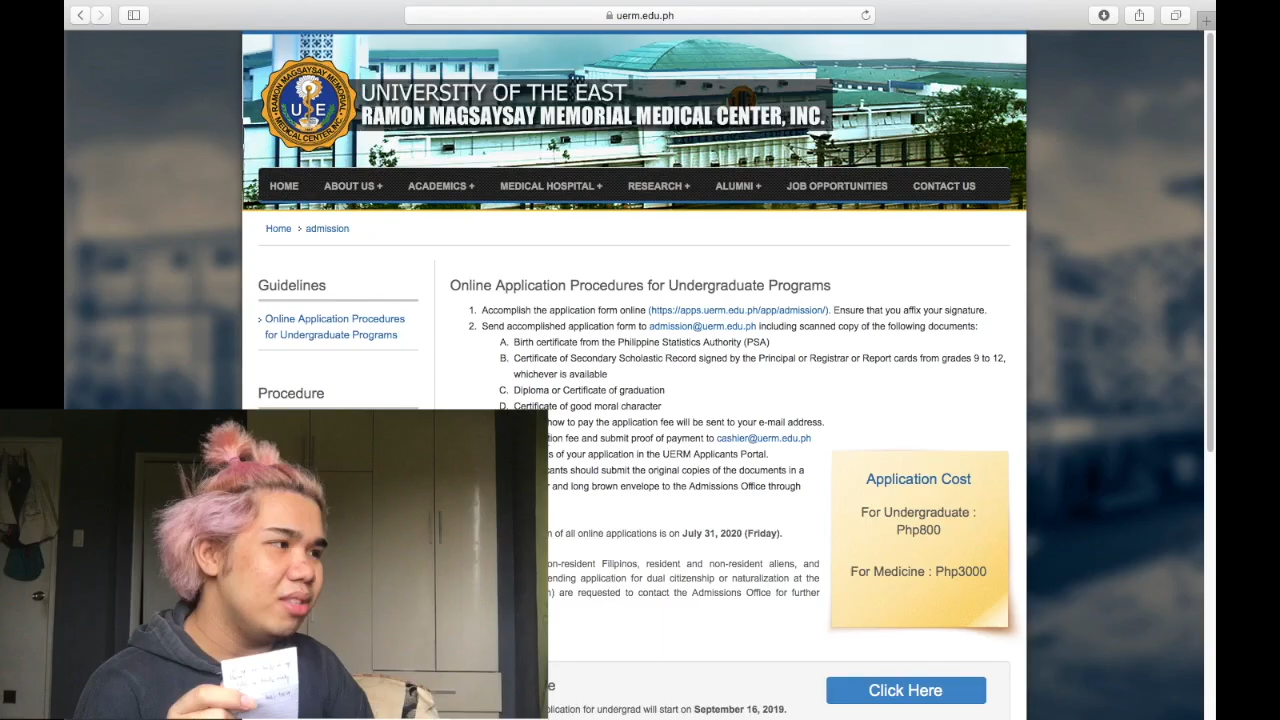 uerm.edu.ph
UNIVERSITY OF THE EAST
RAMON MAGSAYSAY MEMORIAL MEDICAL CENTER, INC.
RAMON MAGSAYSAY MEMORIAL
MEDICAL CENTER, INC.
UE
HOME ABOUT US + ACADEMICS + MEDICAL HOSPITAL + RESEARCH + ALUMNI + JOB OPPORTUNITIES CONTACT US
Home > admission
Guidelines
Online Application Procedures
for Undergraduate Programs
Procedure
Online Application Procedures for Undergraduate Programs
1. Accomplish the application form online (https://apps.uerm.edu.ph/app/admission/). Ensure that you affix your signature.
2. Send accomplished application form to admission@uerm.edu.ph including scanned copy of the following documents:
A. Birth certificate from the Philippine Statistics Authority (PSA)
B. Certificate of Secondary Scholastic Record signed by the Principal or Registrar or Report cards from grades 9 to 12,
whichever is available
C. Diploma or Certificate of graduation
D. Certificate of good moral character
how to pay the application fee will be sent to your e-mail address.
tion fee and submit proof of payment to cashier@uerm.edu.ph
s of your application in the UERM Applicants Portal.
cants should submit the original copies of the documents in a
r and long brown envelope to the Admissions Office through
n of all online applications is on July 31, 2020 (Friday).
on-resident Filipinos, resident and non-resident aliens, and
ending application for dual citizenship or naturalization at the
n) are requested to contact the Admissions Office for further
Application Cost
For Undergraduate :
Php800
For Medicine : Php3000
e
Click Here
plication for undergrad will start on September 16, 2019.